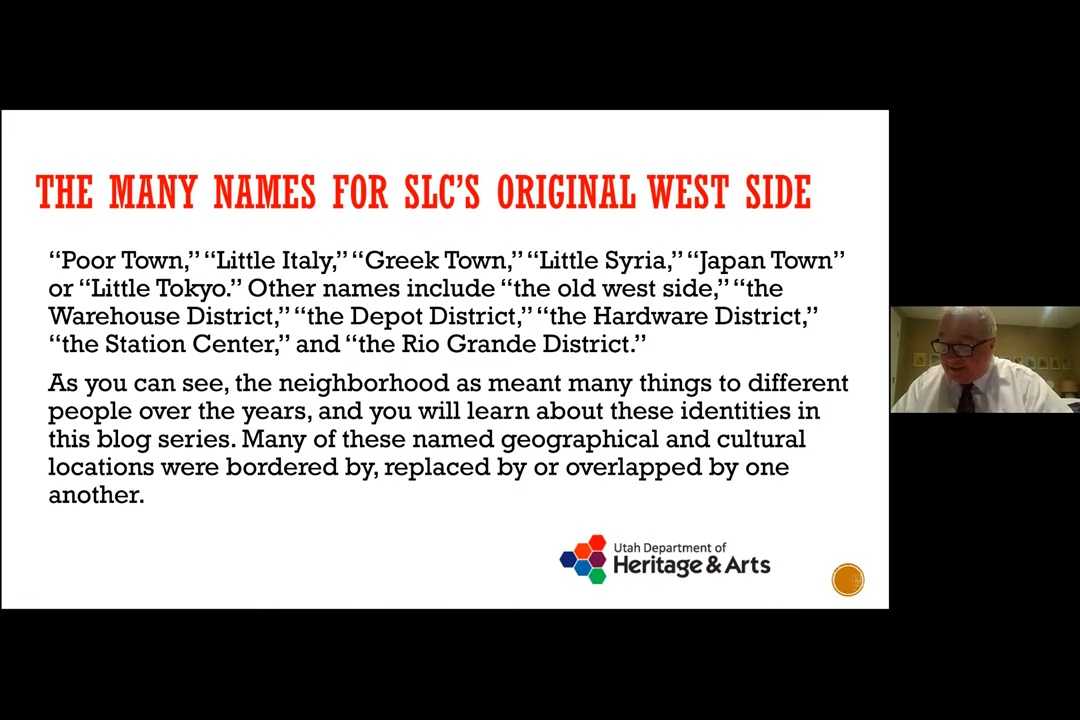 THE MANY NAMES FOR SLC'S ORIGINAL WEST SIDE
“Poor Town,” “Little Italy,” “Greek Town,” “Little Syria,” “Japan Town”
or “Little Tokyo.” Other names include “the old west side,” “the
Warehouse District,” “the Depot District,” “the Hardware District,”
“the Station Center,” and “the Rio Grande District.”
As you can see, the neighborhood as meant many things to different
people over the years, and you will learn about these identities in
this blog series. Many of these named geographical and cultural
locations were bordered by, replaced by or overlapped by one
another.
Utah Department of
Heritage & Arts